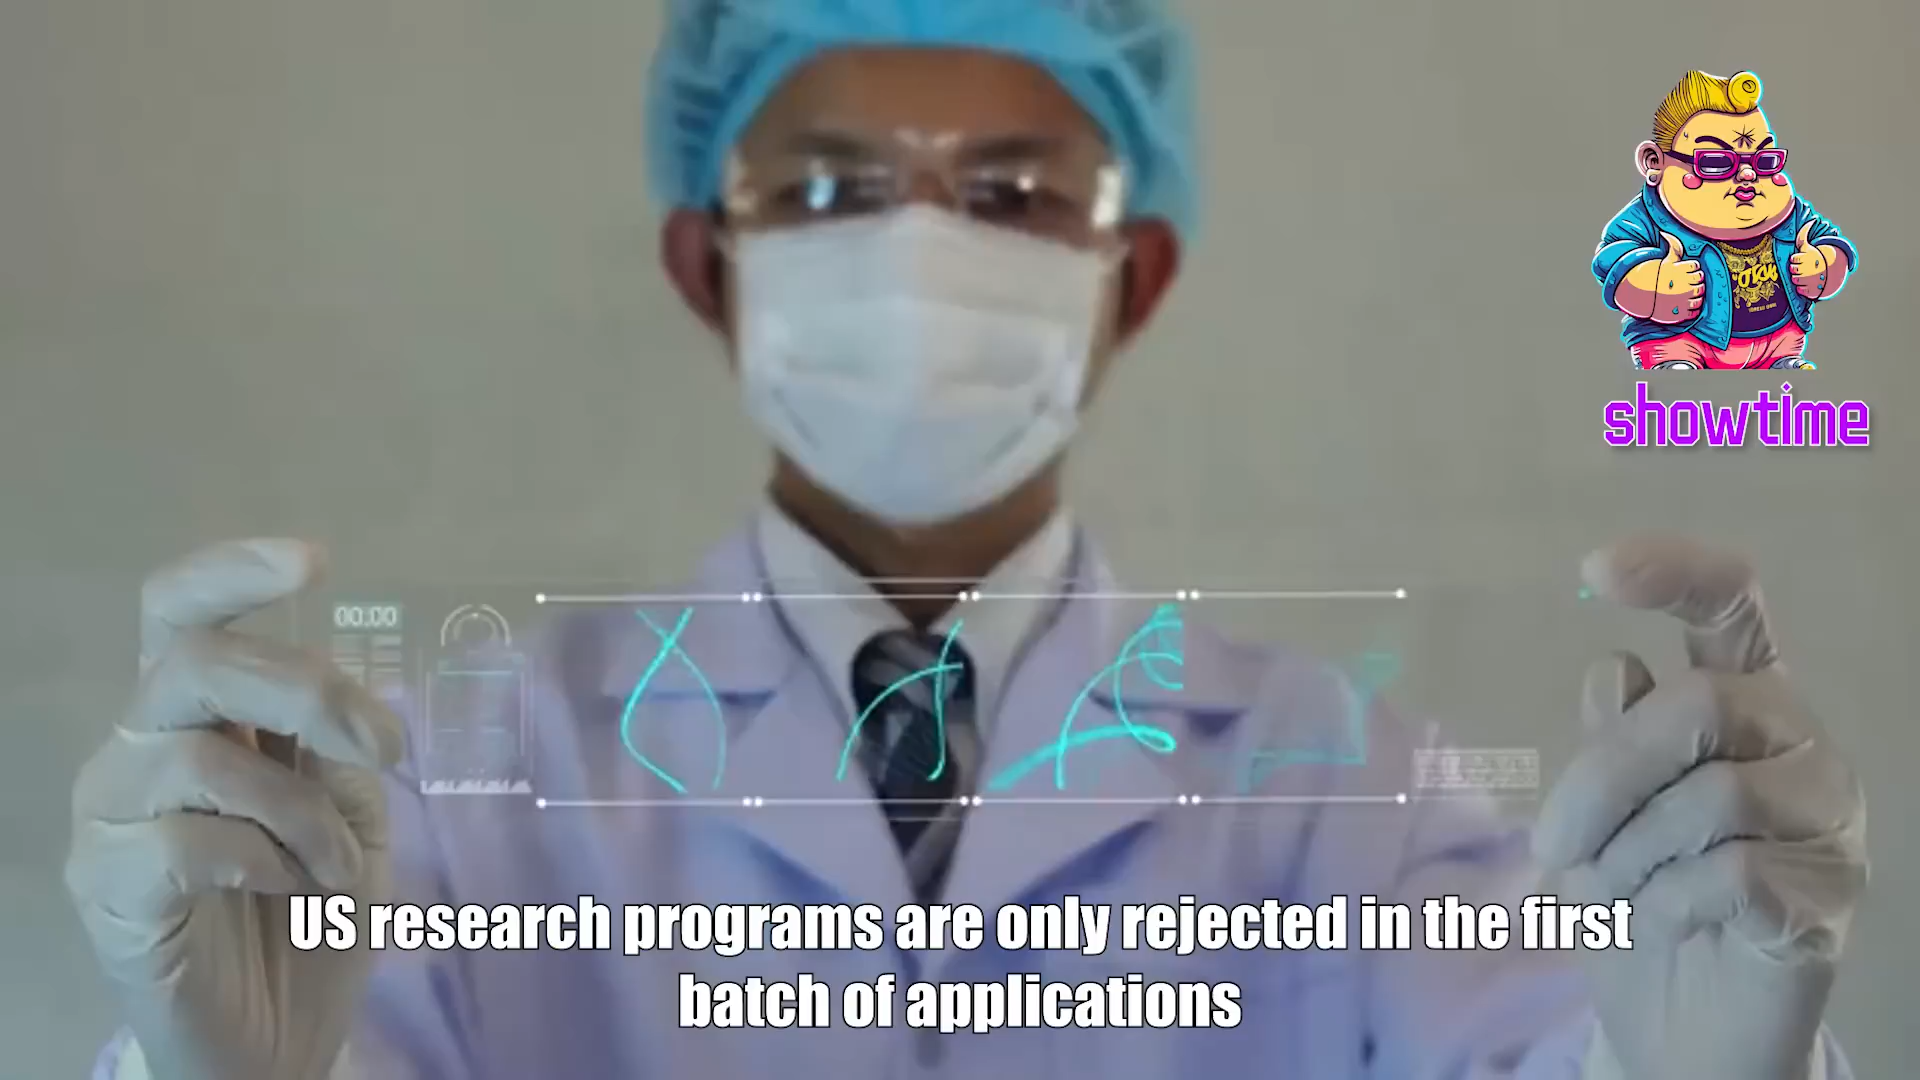 showtime
00:00
US research programs are only rejected in the first
batch of applications